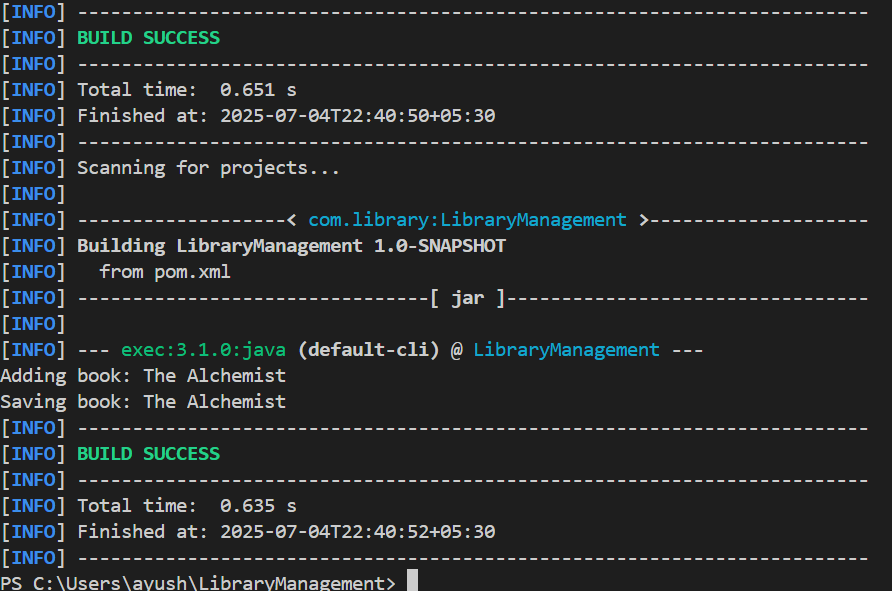 [INFO] ------------------------------------------------------------------------
[INFO] BUILD SUCCESS
[INFO] ------------------------------------------------------------------------
[INFO] Total time:  0.651 s
[INFO] Finished at: 2025-07-04T22:40:50+05:30
[INFO] ------------------------------------------------------------------------
[INFO] Scanning for projects...
[INFO]
[INFO] -------------------< com.library:LibraryManagement >--------------------
[INFO] Building LibraryManagement 1.0-SNAPSHOT
[INFO]   from pom.xml
[INFO] --------------------------------[ jar ]---------------------------------
[INFO]
[INFO] --- exec:3.1.0:java (default-cli) @ LibraryManagement ---
Adding book: The Alchemist
Saving book: The Alchemist
[INFO] ------------------------------------------------------------------------
[INFO] BUILD SUCCESS
[INFO] ------------------------------------------------------------------------
[INFO] Total time:  0.635 s
[INFO] Finished at: 2025-07-04T22:40:52+05:30
[INFO] ------------------------------------------------------------------------
PS C:\Users\ayush\LibraryManagement>